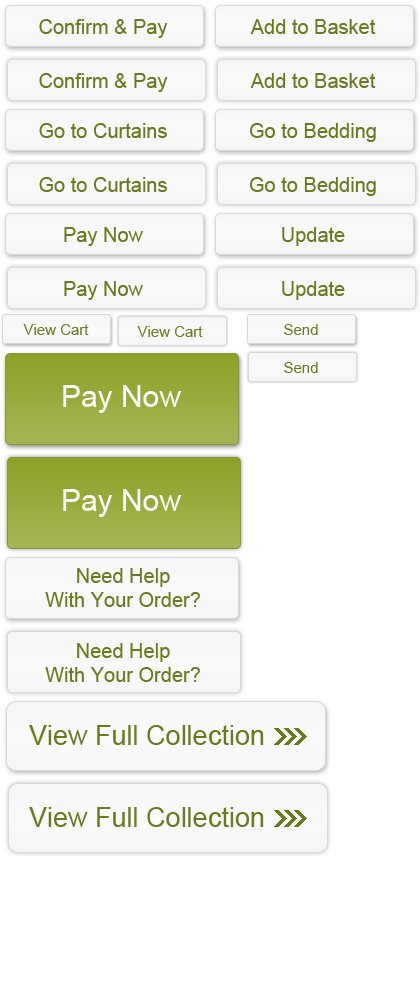 Confirm & Pay
Add to Basket
Confirm & Pay
Add to Basket
Go to Curtains
Go to Bedding
Go to Curtains
Go to Bedding
Pay Now
Update
Pay Now
Update
View Cart
View Cart
Send
Send
Pay Now
Pay Now
Need Help
With Your Order?
Need Help
With Your Order?
View Full Collection
View Full Collection